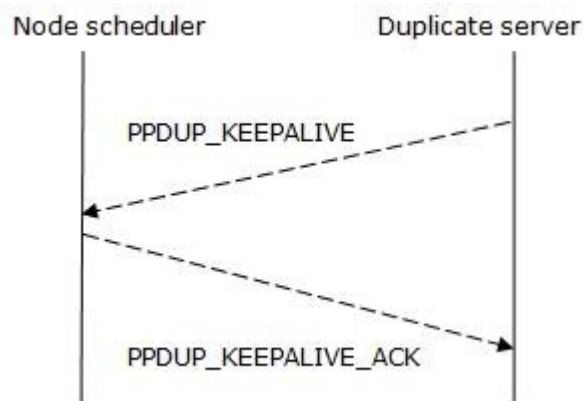 Node scheduler
Duplicate server
PPDUP_KEEPALIVE
PPDUP_KEEPALIVE_ACK